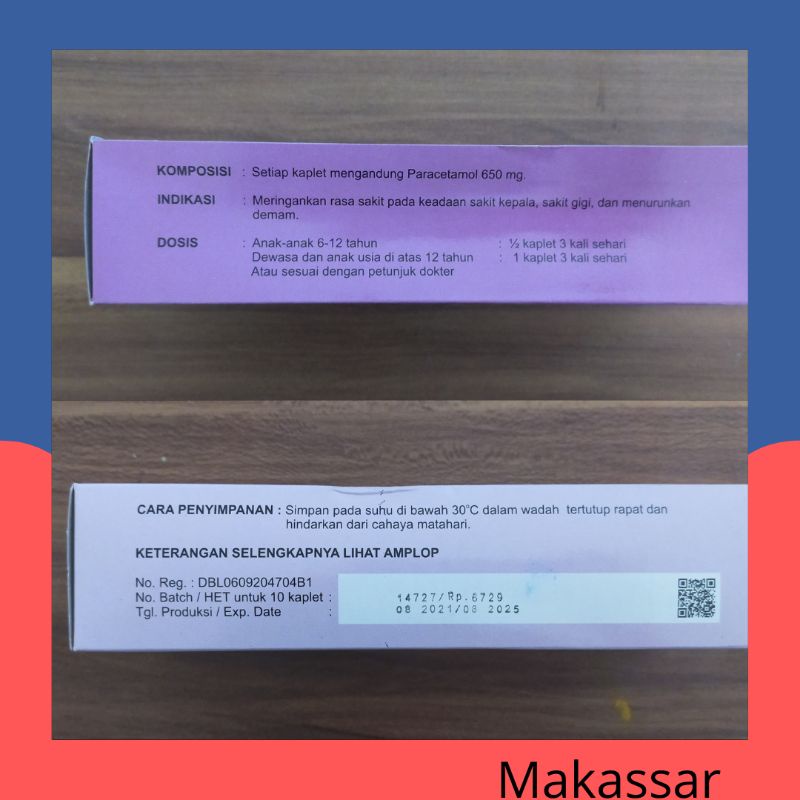 KOMPOSISI : Setiap kaplet mengandung Paracetamol 650 mg.
INDIKASI : Meringankan rasa sakit pada keadaan sakit kepala, sakit gigi, dan menurunkan
demam.
DOSIS : Anak-anak 6-12 tahun : ½ kaplet 3 kali sehari
Dewasa dan anak usia di atas 12 tahun : 1 kaplet 3 kali sehari
Atau sesuai dengan petunjuk dokter
CARA PENYIMPANAN : Simpan pada suhu di bawah 30°C dalam wadah tertutup rapat dan
hindarkan dari cahaya matahari.
KETERANGAN SELENGKAPNYA LIHAT AMPLOP
No. Reg. : DBL0609204704B1
No. Batch / HET untuk 10 kaplet : 14727/Rp.6729
Tgl. Produksi / Exp. Date : 08 2021/08 2025
Makassar